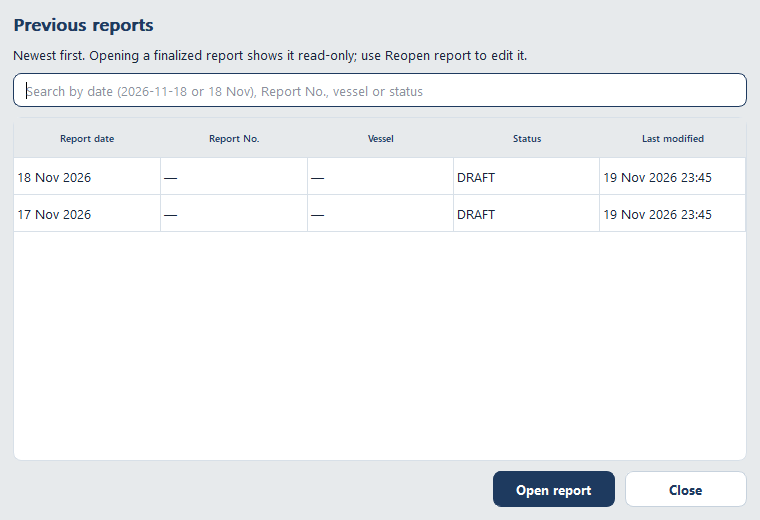 Previous reports
Newest first. Opening a finalized report shows it read-only; use Reopen report to edit it.
Search by date (2026-11-18 or 18 Nov), Report No., vessel or status
Report date Report No. Vessel Status Last modified
18 Nov 2026 — — DRAFT 19 Nov 2026 23:45
17 Nov 2026 — — DRAFT 19 Nov 2026 23:45
Open report Close